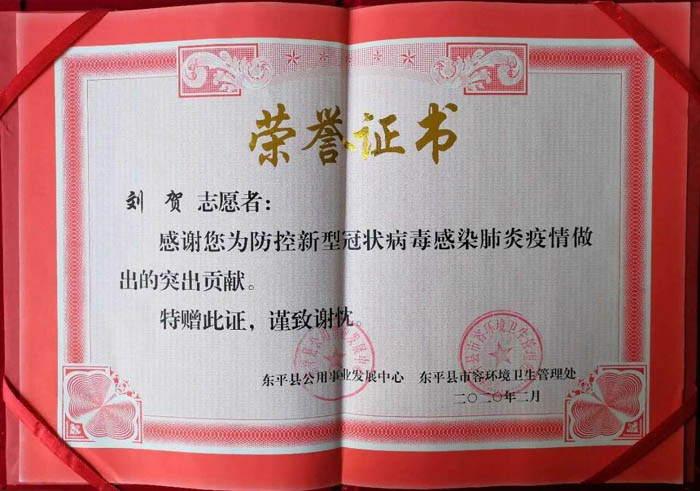 荣誉证书
刘 贺 志愿者：
感谢您为防控新型冠状病毒感染肺炎疫情做
出的突出贡献。
特赠此证，谨致谢忱。
东平县公用事业发展中心 东平县市容环境卫生管理处
二〇二〇年二月